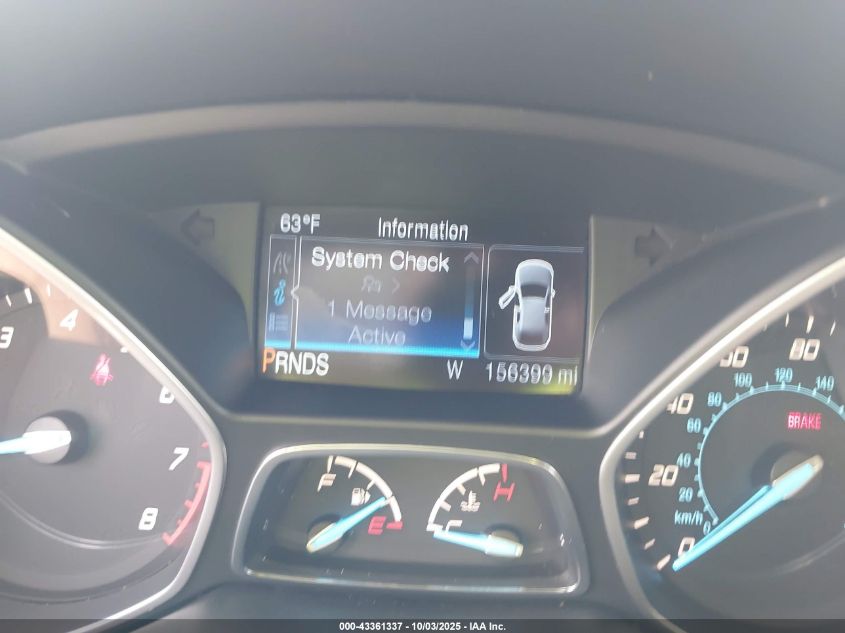 63°F Information
System Check
1 Message
Active
PRNDS W 156399 mi
3 4 6 7 8
F E
C H
0 20 40 60 80
km/h 0 20 40 60 80 100 120 140
BRAKE
000-43361337 - 10/03/2025 - IAA Inc.